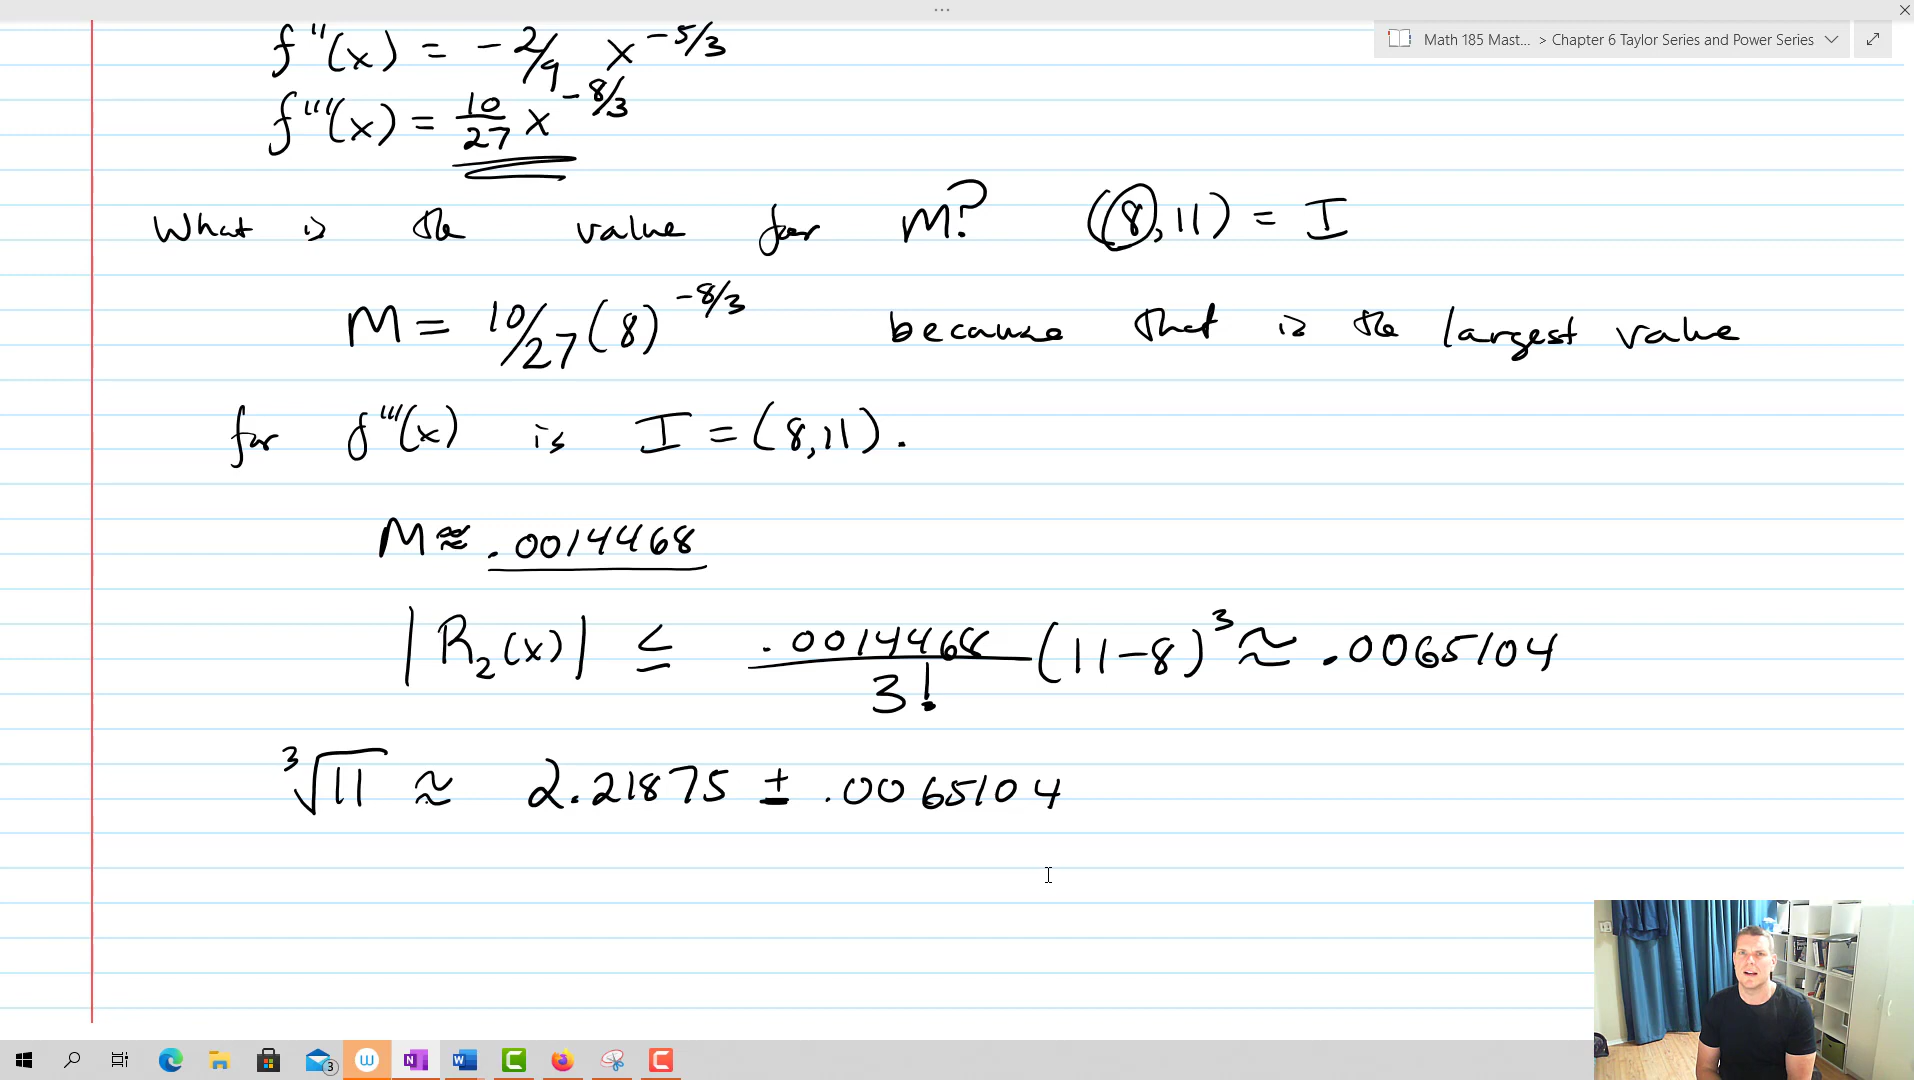 Math 185 Mast... > Chapter 6 Taylor Series and Power Series
f''(x) = -2/9 x^{-5/3}
f'''(x) = 10/27 x^{-8/3}
What is the value for M? (8, 11) = I
M = 10/27 (8)^{-8/3} because that is the largest value
for f'''(x) is I = (8, 11).
M ≈ .0014468
|R_2(x)| ≤ .0014468/3! (11-8)^3 ≈ .0065104
∛11 ≈ 2.21875 ± .0065104
3